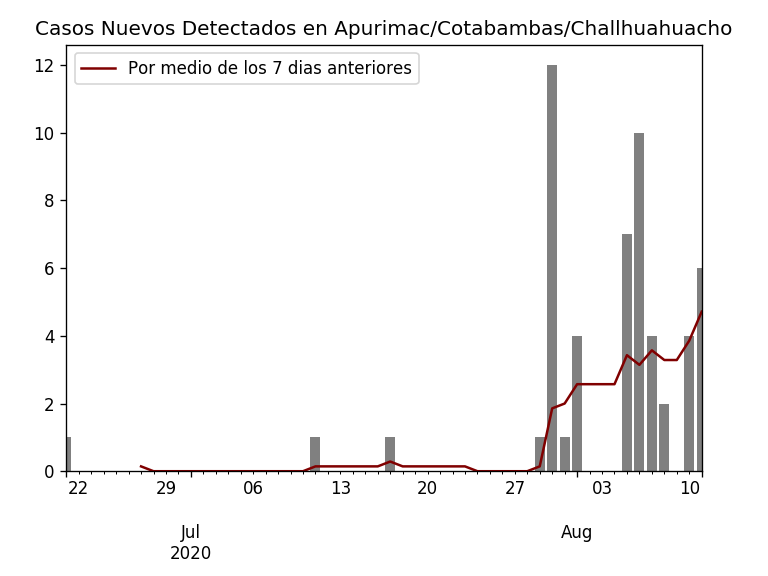 Casos Nuevos Detectados en Apurimac/Cotabambas/Challhuahuacho
Por medio de los 7 dias anteriores
12
10
8
6
4
2
0
22 29 06 13 20 27 03 10
Jul Aug
2020